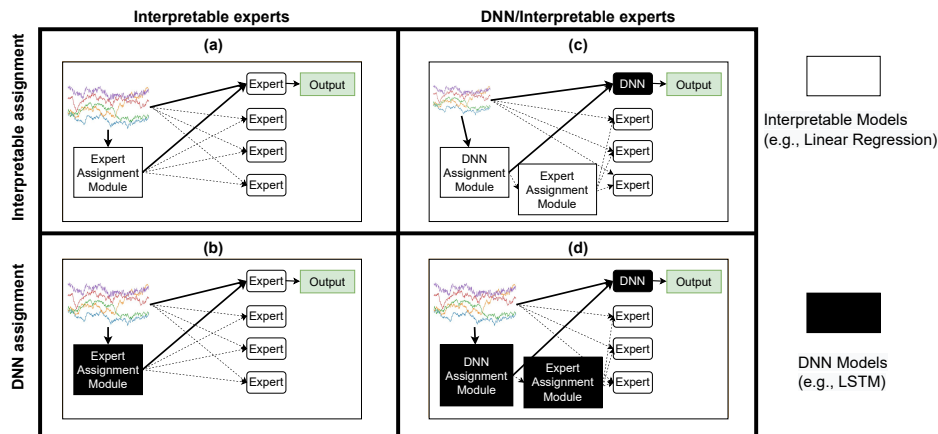 Interpretable experts
DNN/Interpretable experts
Interpretable assignment
(a)
Expert
Output
Expert
Expert
Expert
Expert
Assignment
Module
(c)
DNN
Output
Expert
Expert
Expert
DNN
Assignment
Module
Expert
Assignment
Module
Interpretable Models
(e.g., Linear Regression)
DNN assignment
(b)
Expert
Output
Expert
Expert
Expert
Expert
Assignment
Module
(d)
DNN
Output
Expert
Expert
Expert
DNN
Assignment
Module
Expert
Assignment
Module
DNN Models
(e.g., LSTM)